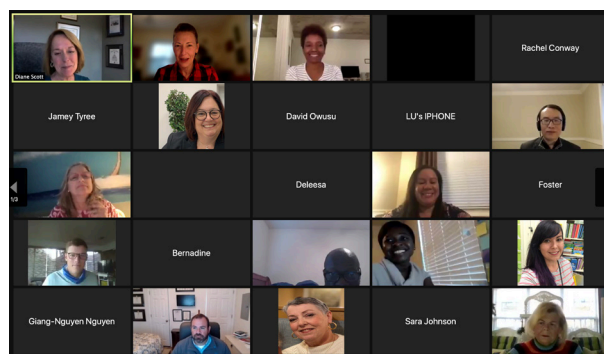 Diane Scott
Rachel Conway
Jamey Tyree
David Owusu
LU's IPHONE
1/3
Deleesa
Foster
Bernadine
Giang-Nguyen Nguyen
Sara Johnson